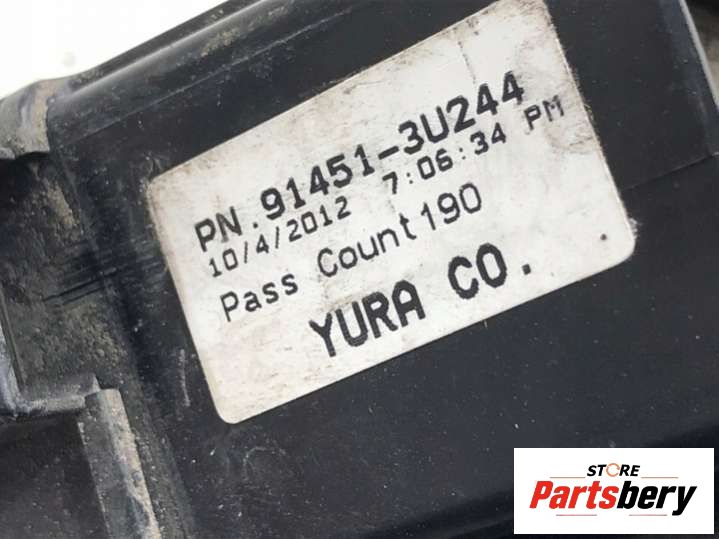 PN.91451-3U244
10/4/2012 7:06:34 PM
Pass Count190
YURA CO.
STORE
Partsbery